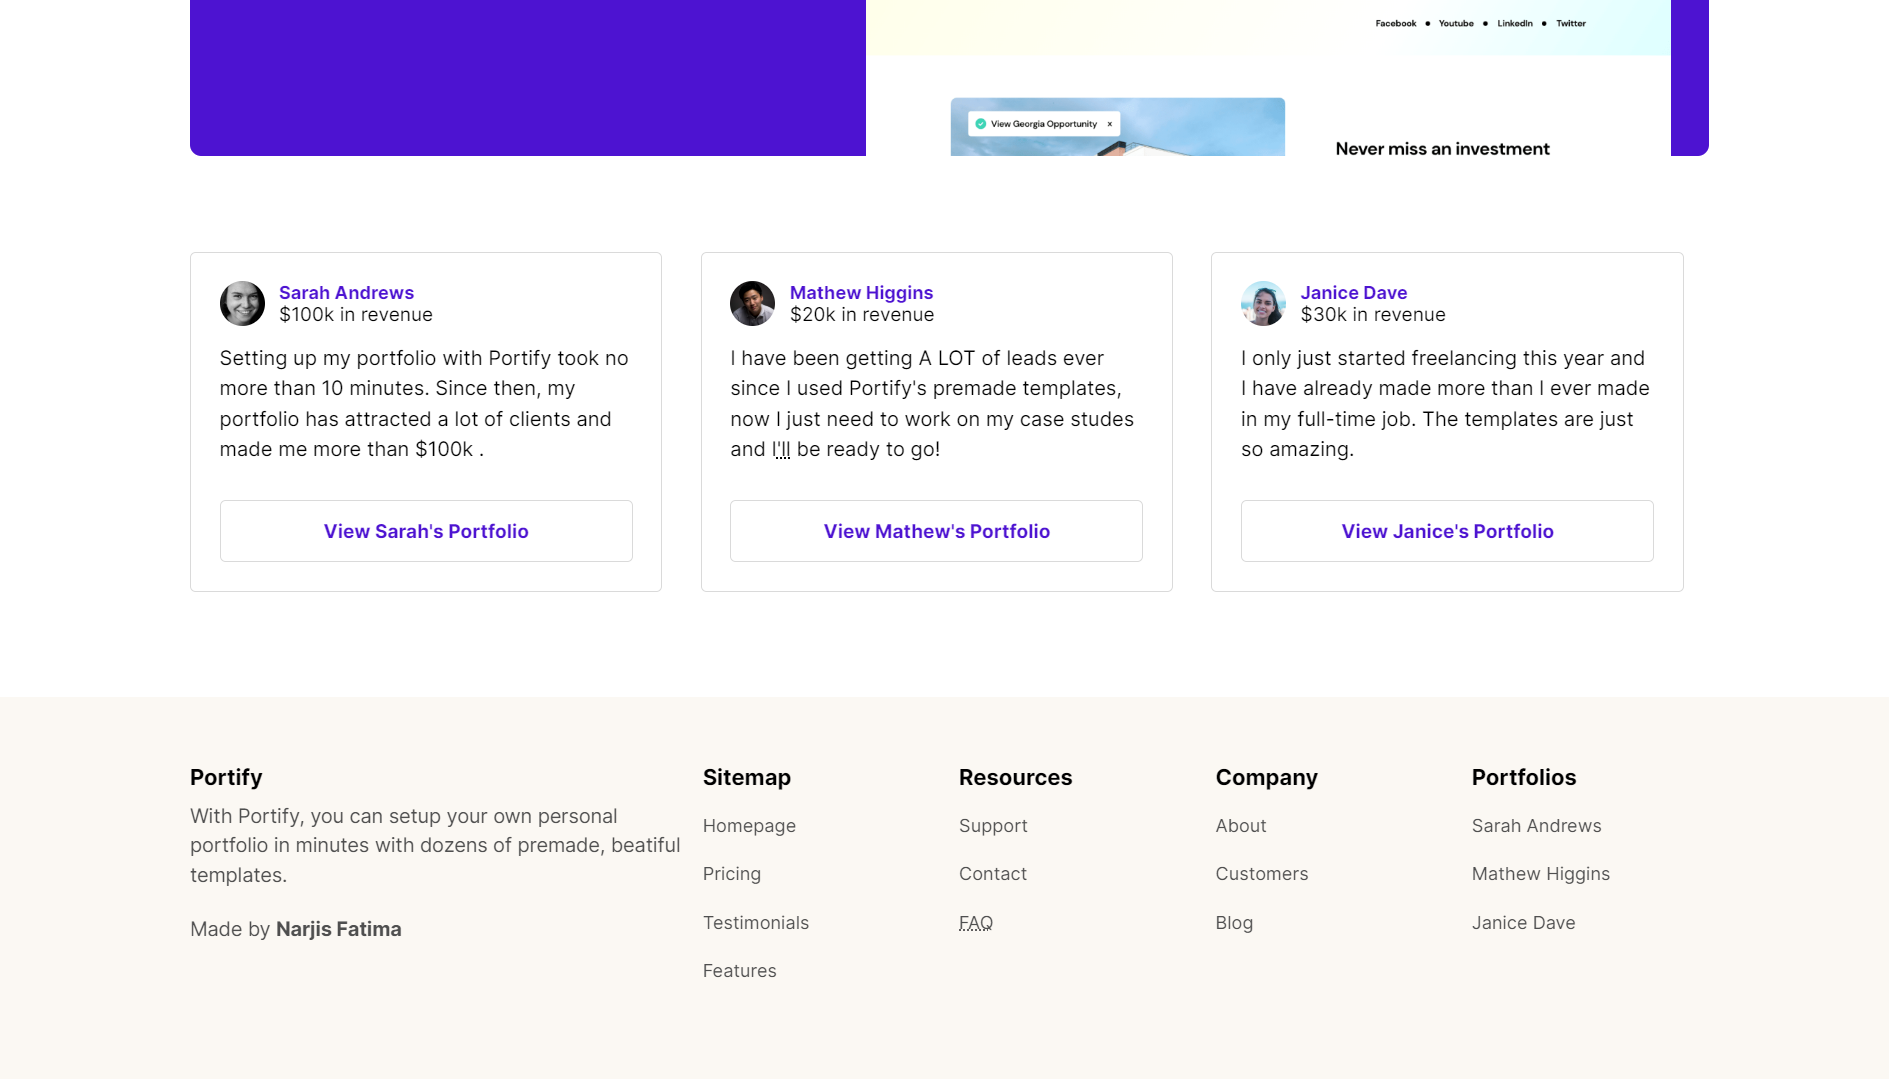 Facebook • Youtube • LinkedIn • Twitter
View Georgia Opportunity ×
Never miss an investment
Sarah Andrews
$100k in revenue
Setting up my portfolio with Portify took no
more than 10 minutes. Since then, my
portfolio has attracted a lot of clients and
made me more than $100k .
View Sarah's Portfolio
Mathew Higgins
$20k in revenue
I have been getting A LOT of leads ever
since I used Portify's premade templates,
now I just need to work on my case studes
and I'll be ready to go!
View Mathew's Portfolio
Janice Dave
$30k in revenue
I only just started freelancing this year and
I have already made more than I ever made
in my full-time job. The templates are just
so amazing.
View Janice's Portfolio
Portify
With Portify, you can setup your own personal
portfolio in minutes with dozens of premade, beatiful
templates.
Made by Narjis Fatima
Sitemap
Homepage
Pricing
Testimonials
Features
Resources
Support
Contact
FAQ
Company
About
Customers
Blog
Portfolios
Sarah Andrews
Mathew Higgins
Janice Dave